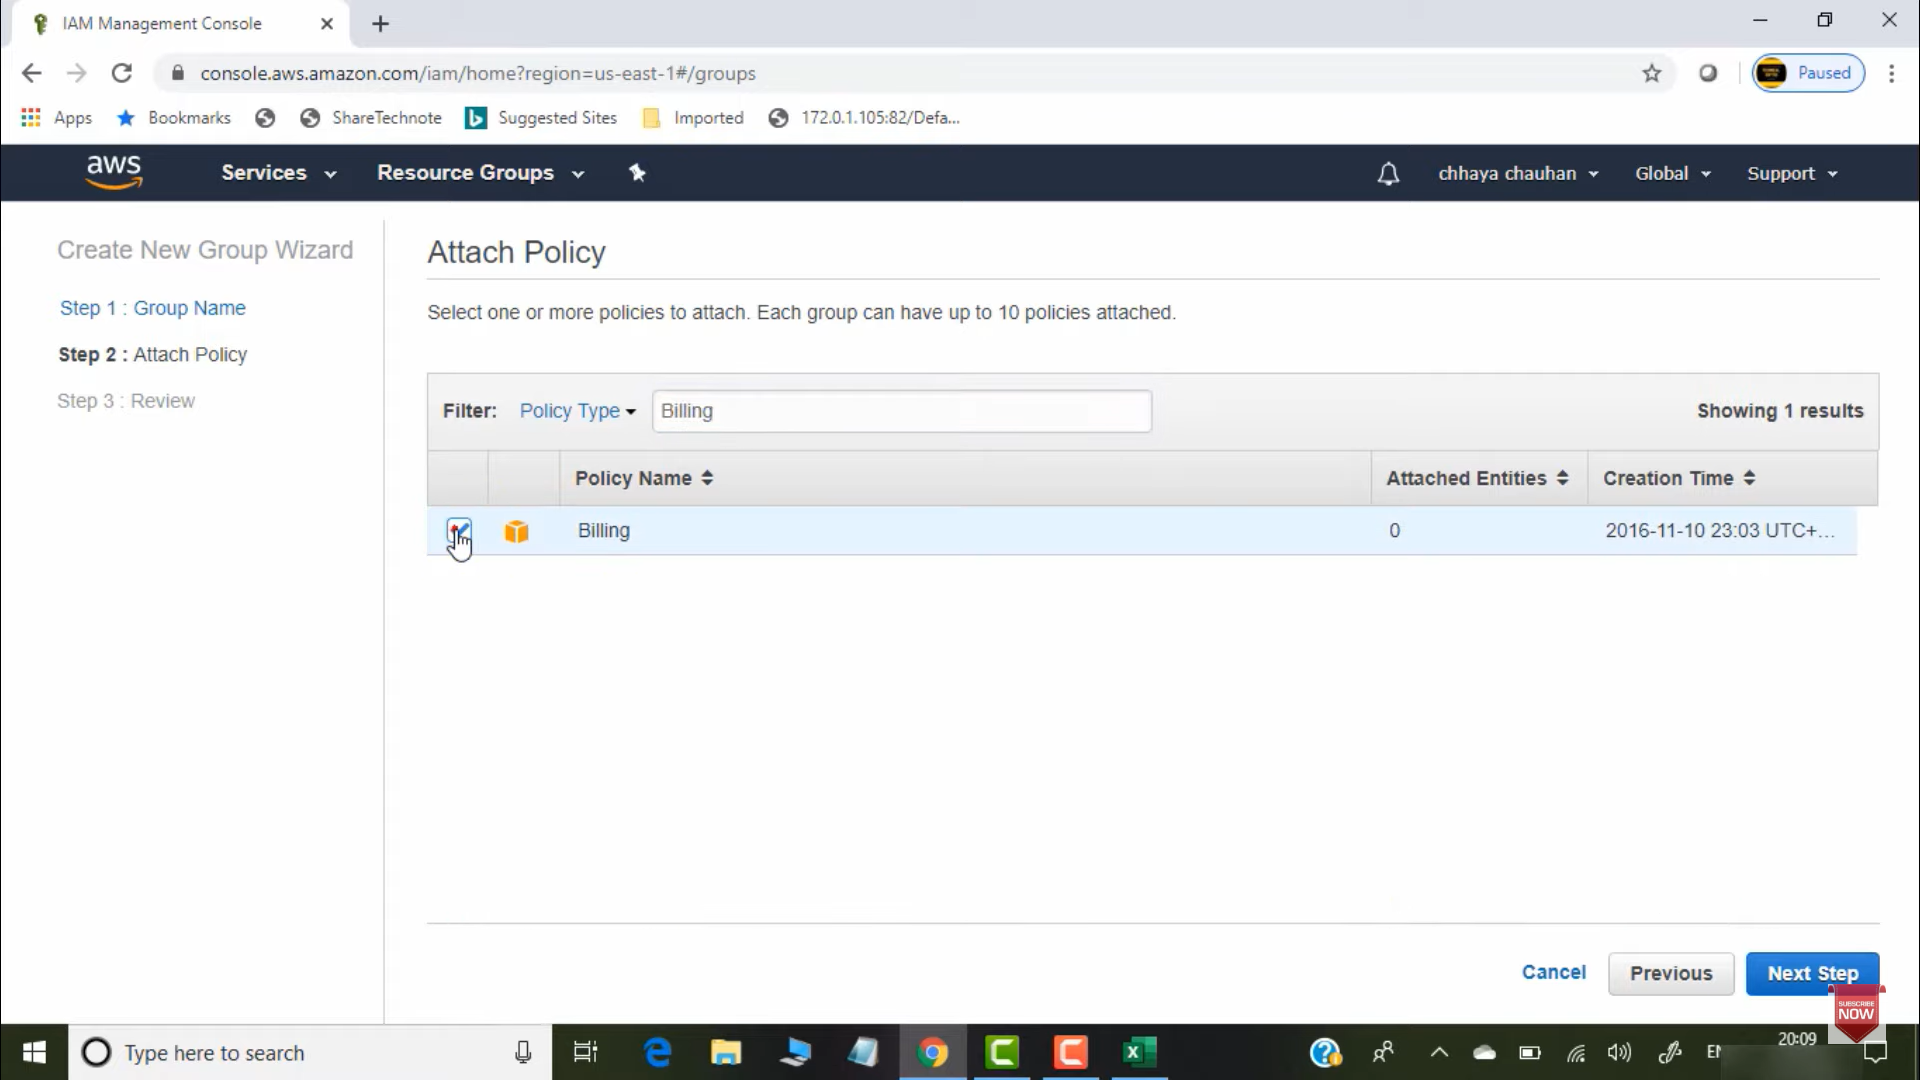 IAM Management Console
console.aws.amazon.com/iam/home?region=us-east-1#/groups
Paused
Apps
Bookmarks
ShareTechnote
Suggested Sites
Imported
172.0.1.105:82/Defa...
aws
Services
Resource Groups
chhaya chauhan
Global
Support
Create New Group Wizard
Step 1 : Group Name
Step 2 : Attach Policy
Step 3 : Review
Attach Policy
Select one or more policies to attach. Each group can have up to 10 policies attached.
Filter:
Policy Type
Billing
Showing 1 results
Policy Name
Attached Entities
Creation Time
Billing
0
2016-11-10 23:03 UTC+...
Cancel
Previous
Next Step
SUBSCRIBE
NOW
Type here to search
20:09